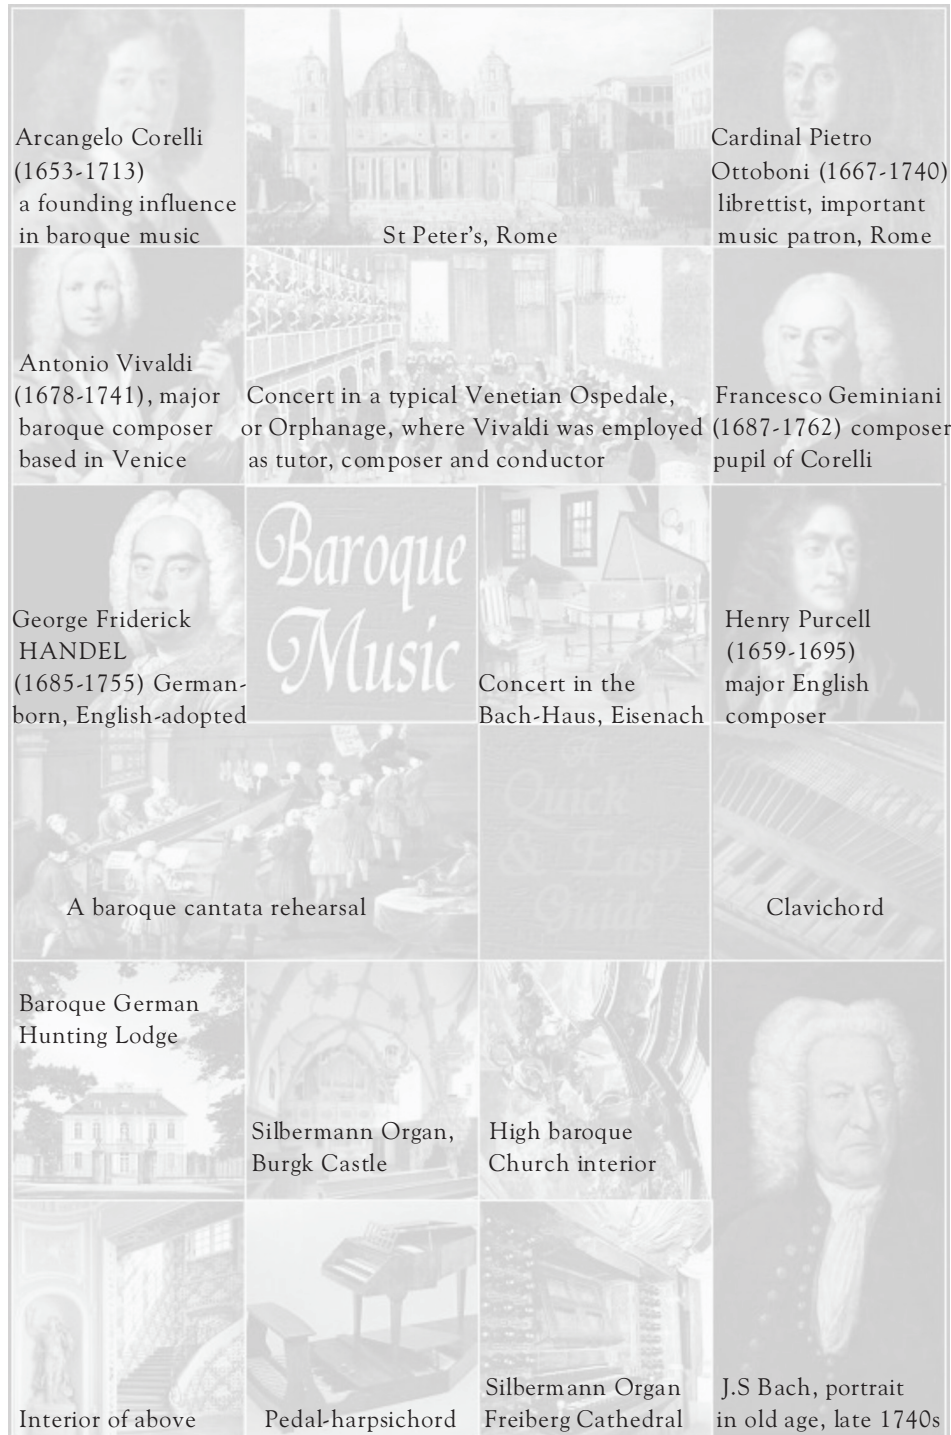 Arcangelo Corelli
(1653-1713)
a founding influence
in baroque music
St Peter's, Rome
Cardinal Pietro
Ottoboni (1667-1740)
librettist, important
music patron, Rome
Antonio Vivaldi
(1678-1741), major
baroque composer
based in Venice
Concert in a typical Venetian Ospedale,
or Orphanage, where Vivaldi was employed
as tutor, composer and conductor
Francesco Geminiani
(1687-1762) composer
pupil of Corelli
George Friderick
HANDEL
(1685-1755) German-
born, English-adopted
Baroque
Music
Concert in the
Bach-Haus, Eisenach
Henry Purcell
(1659-1695)
major English
composer
A baroque cantata rehearsal
A
Quick
& Easy
Guide
Clavichord
Baroque German
Hunting Lodge
Silbermann Organ,
Burgk Castle
High baroque
Church interior
Interior of above
Pedal-harpsichord
Silbermann Organ
Freiberg Cathedral
J.S Bach, portrait
in old age, late 1740s